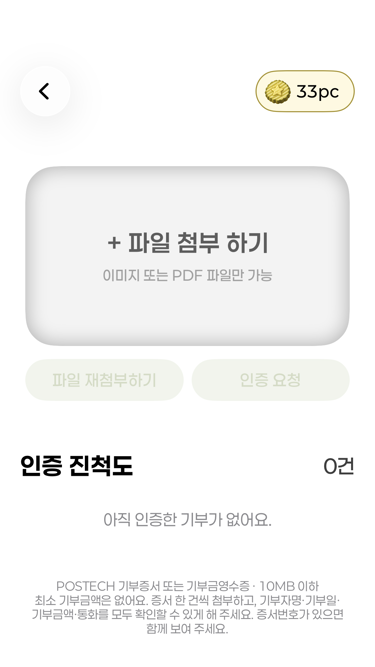 33pc
+ 파일 첨부 하기
이미지 또는 PDF 파일만 가능
파일 재첨부하기
인증 요청
인증 진척도
0건
아직 인증한 기부가 없어요.
POSTECH 기부증서 또는 기부금영수증 · 10MB 이하
최소 기부금액은 없어요. 증서 한 건씩 첨부하고, 기부자명·기부일·
기부금액·통화를 모두 확인할 수 있게 해 주세요. 증서번호가 있으면
함께 보여 주세요.